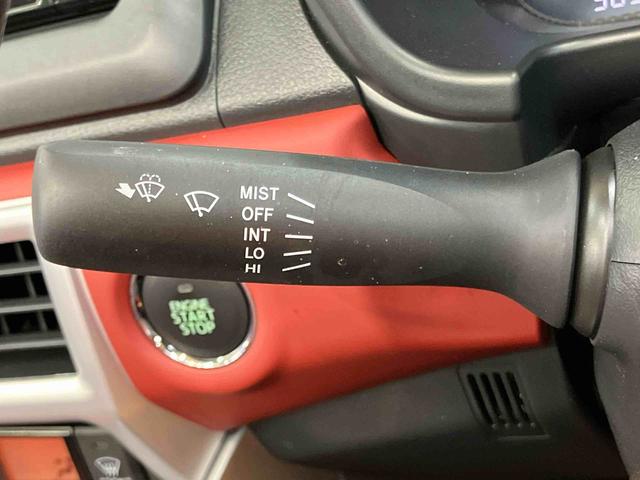 MIST
OFF
INT
LO
HI
ENGINE
START
STOP